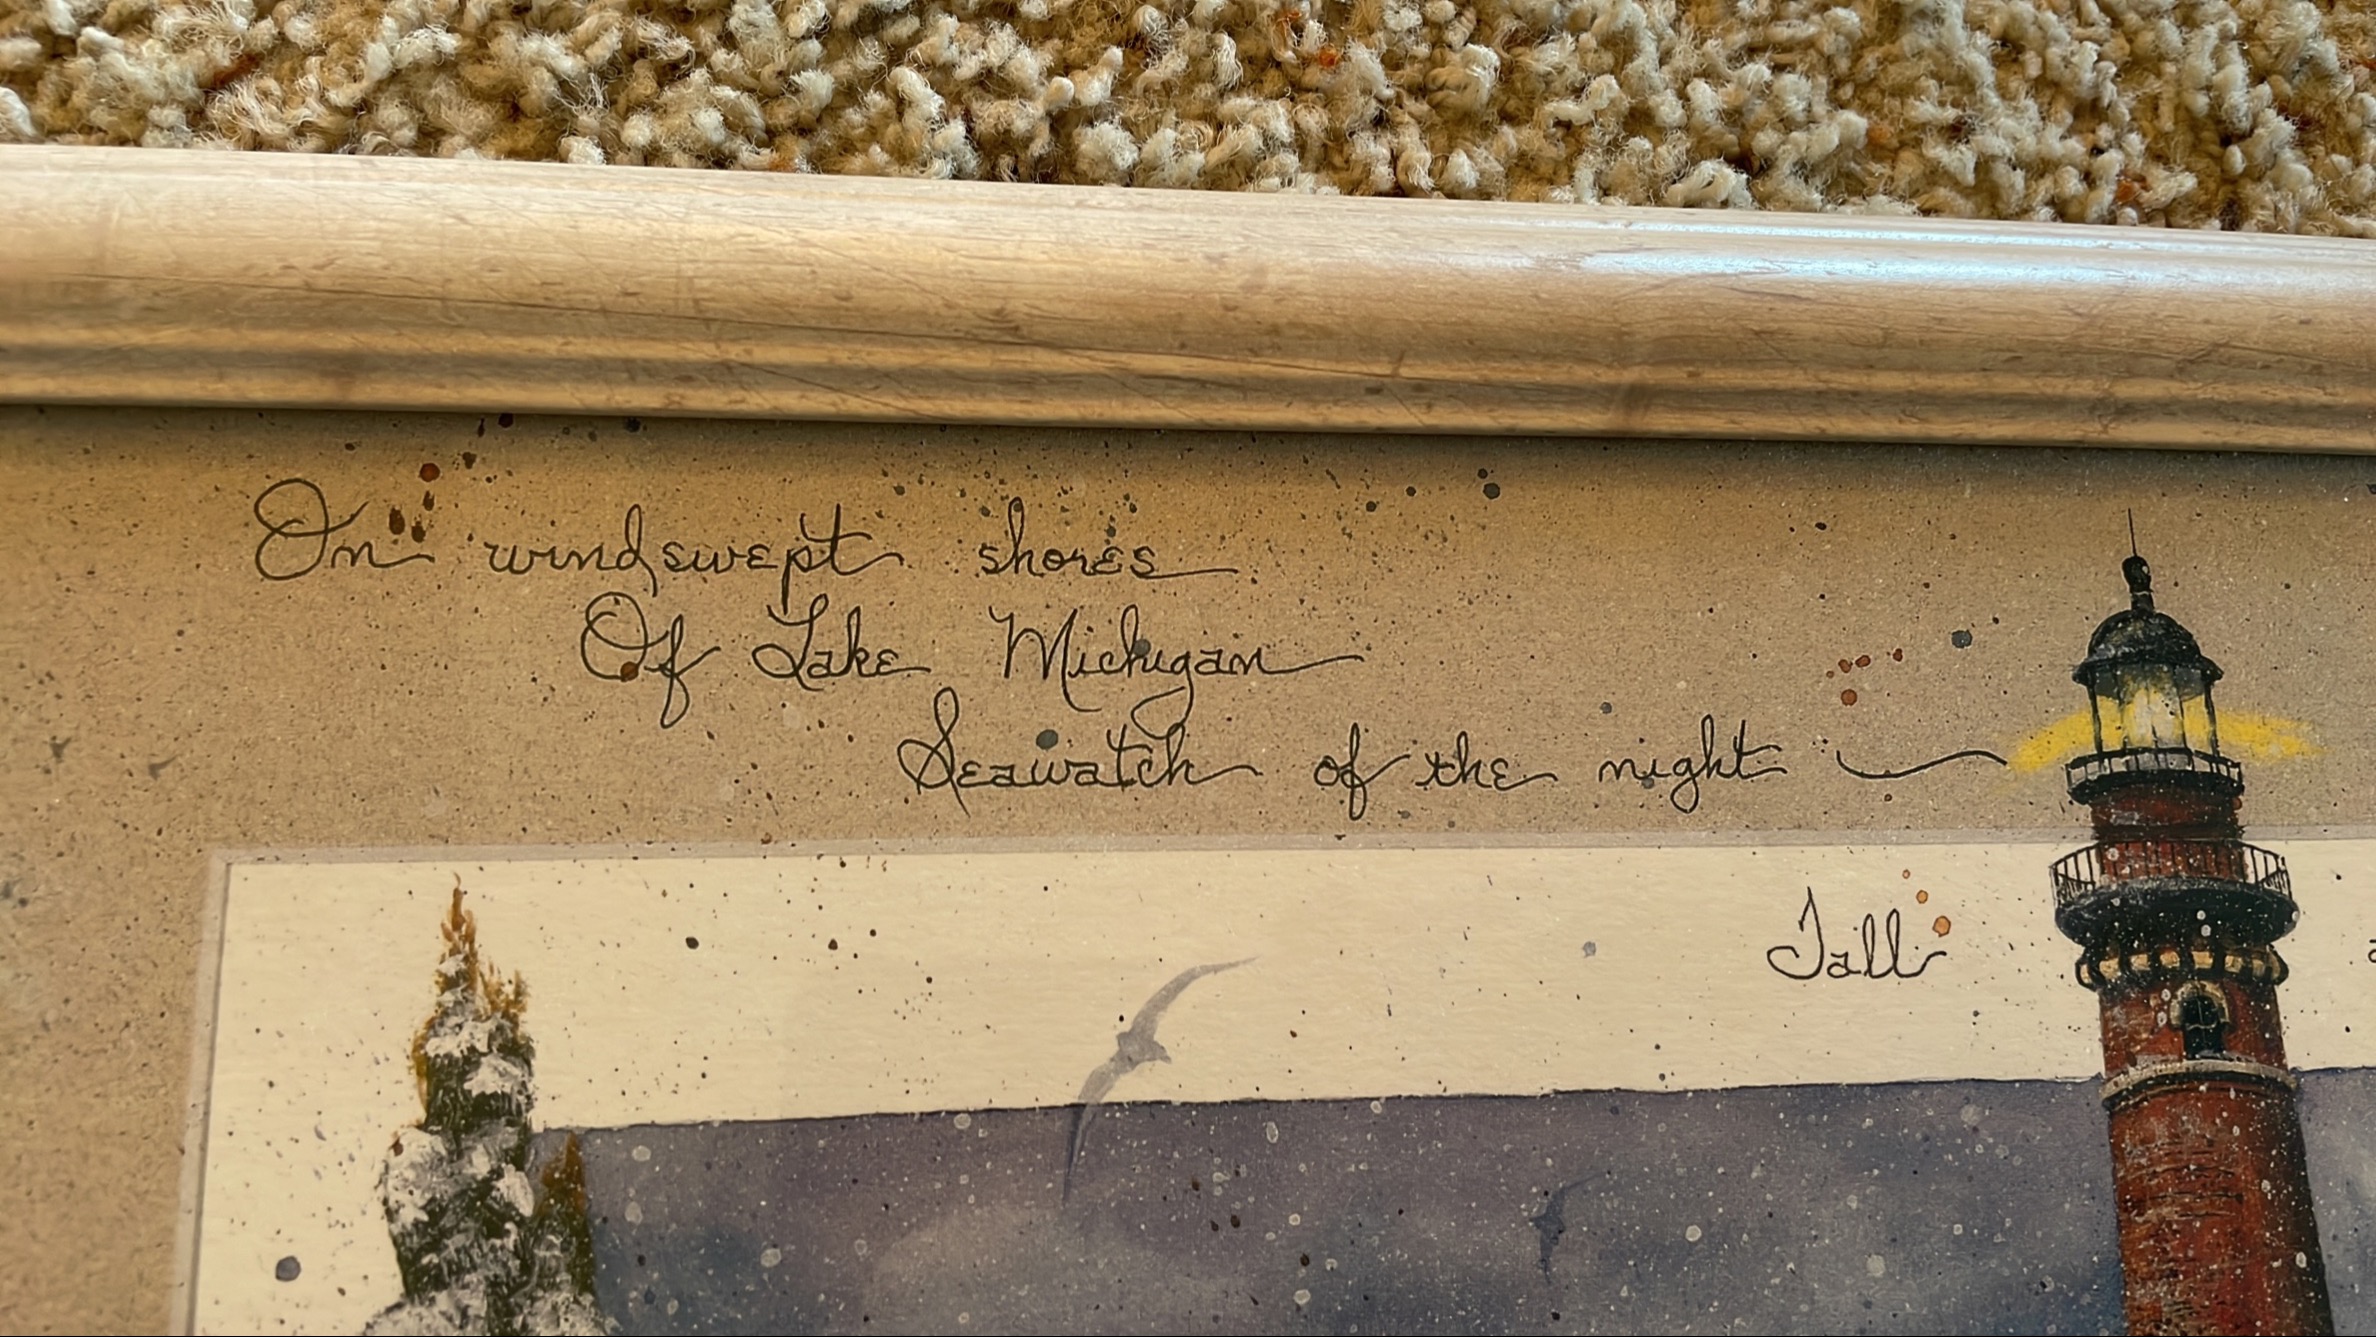 On windswept shores
Of Lake Michigan
Seawatch of the night
Tall